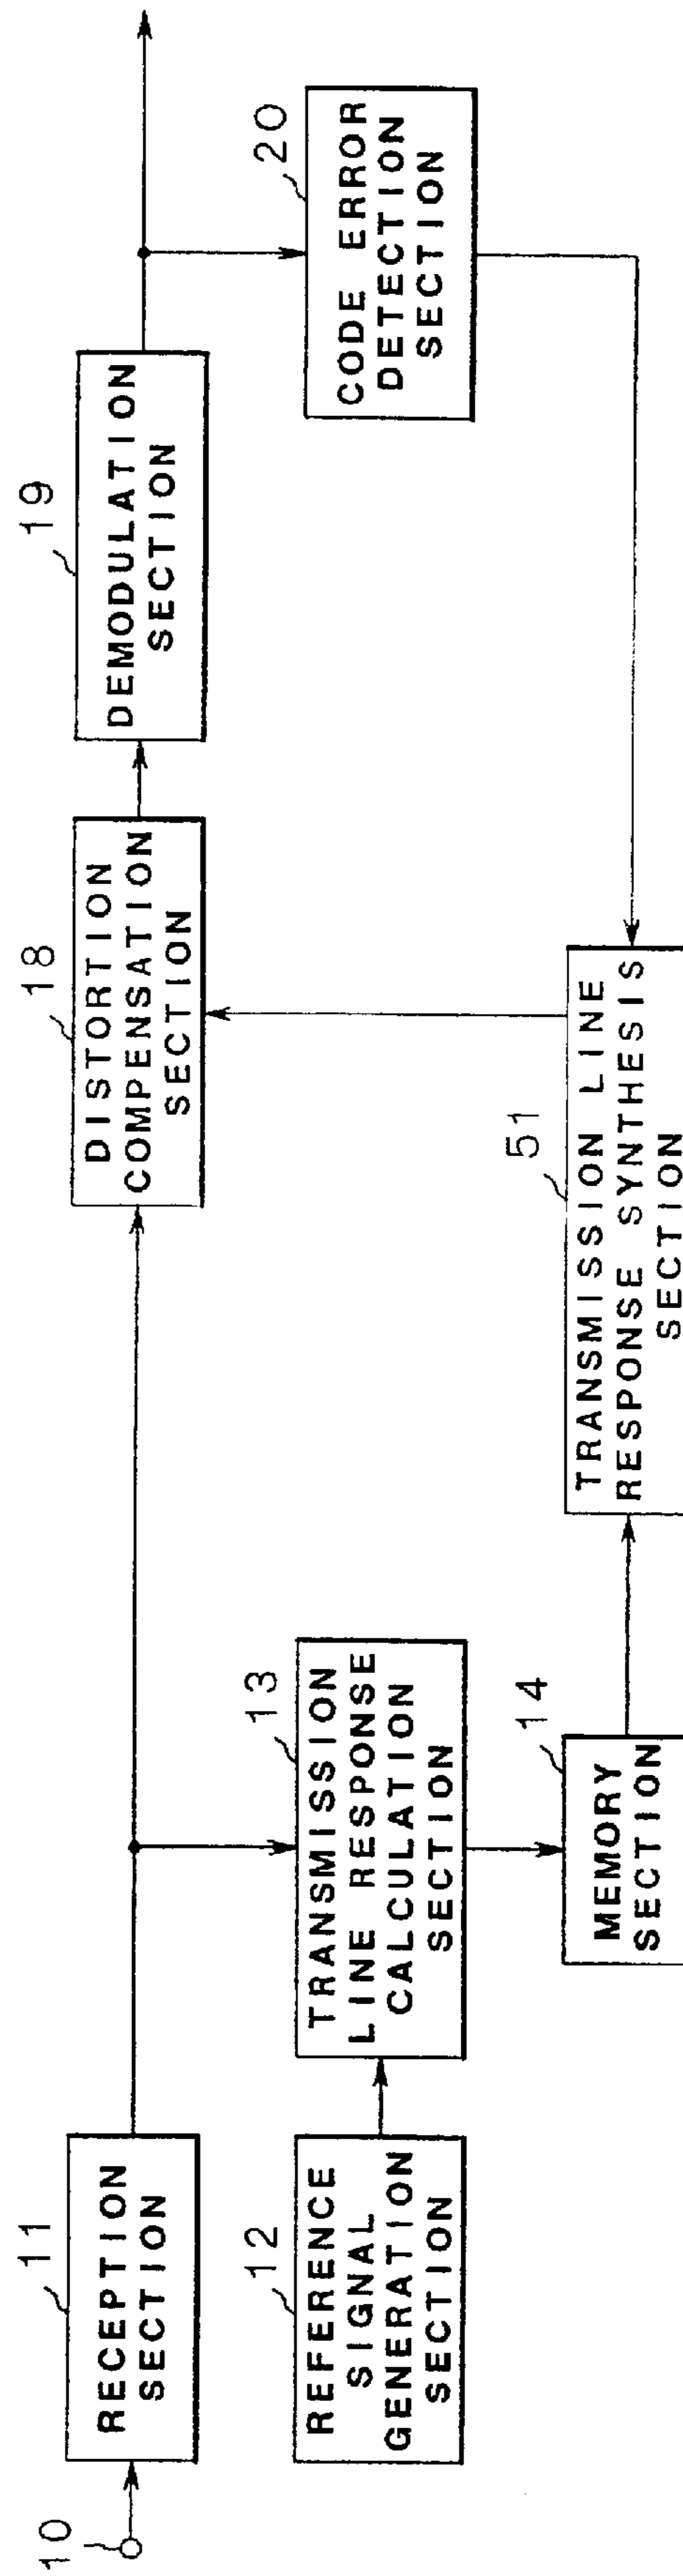 10
11
RECEPTION
SECTION
12
REFERENCE
SIGNAL
GENERATION
SECTION
13
TRANSMISSION
LINE RESPONSE
CALCULATION
SECTION
14
MEMORY
SECTION
51
TRANSMISSION LINE
RESPONSE SYNTHESIS
SECTION
18
DISTORTION
COMPENSATION
SECTION
19
DEMODULATION
SECTION
20
CODE ERROR
DETECTION
SECTION